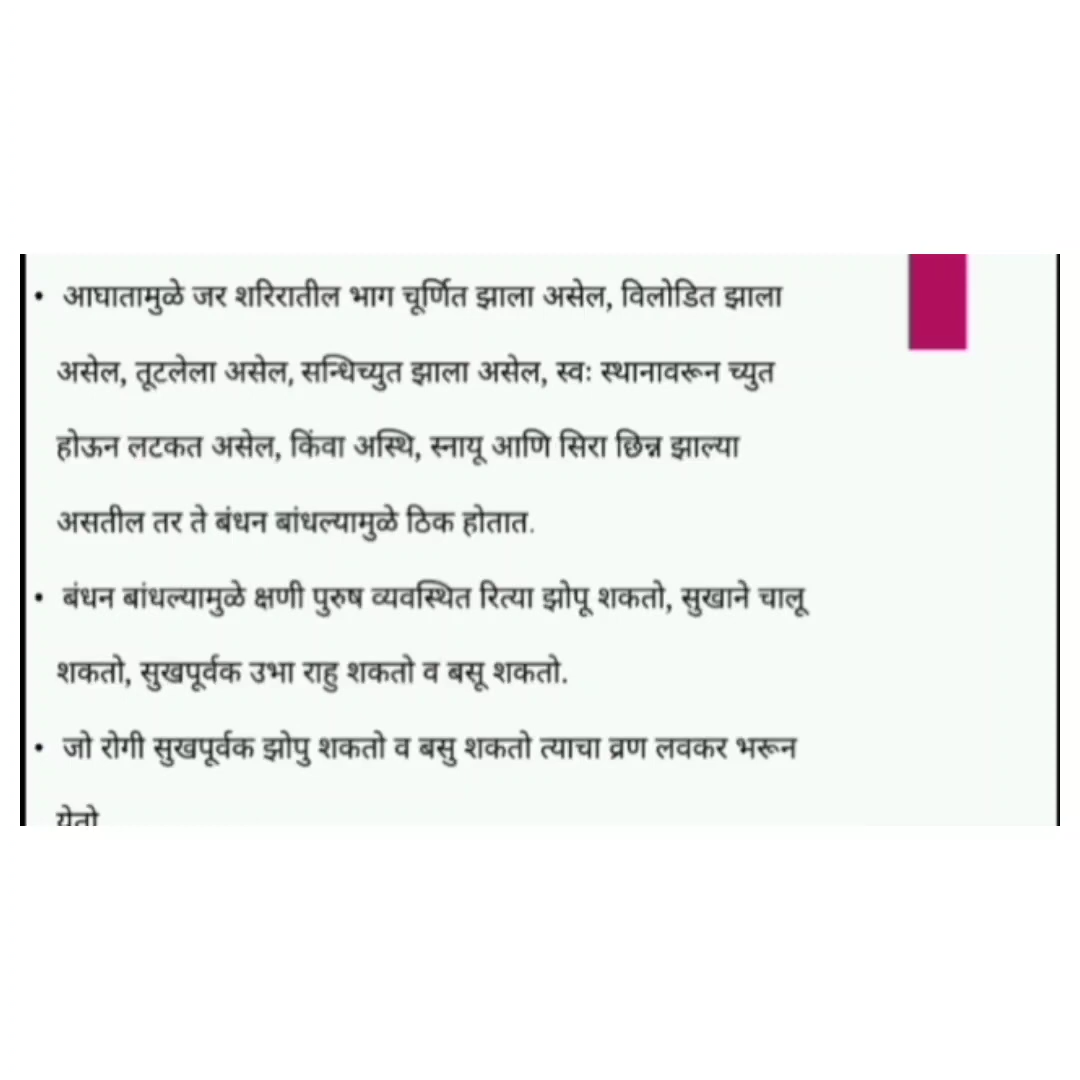 • आघातामुळे जर शरिरातील भाग चूर्णित झाला असेल, विलोडित झाला
असेल, तूटलेला असेल, सन्धिच्युत झाला असेल, स्वः स्थानावरून च्युत
होऊन लटकत असेल, किंवा अस्थि, स्नायू आणि सिरा छिन्न झाल्या
असतील तर ते बंधन बांधल्यामुळे ठिक होतात.
• बंधन बांधल्यामुळे क्षणी पुरुष व्यवस्थित रित्या झोपू शकतो, सुखाने चालू
शकतो, सुखपूर्वक उभा राहु शकतो व बसू शकतो.
• जो रोगी सुखपूर्वक झोपु शकतो व बसु शकतो त्याचा व्रण लवकर भरून
येतो